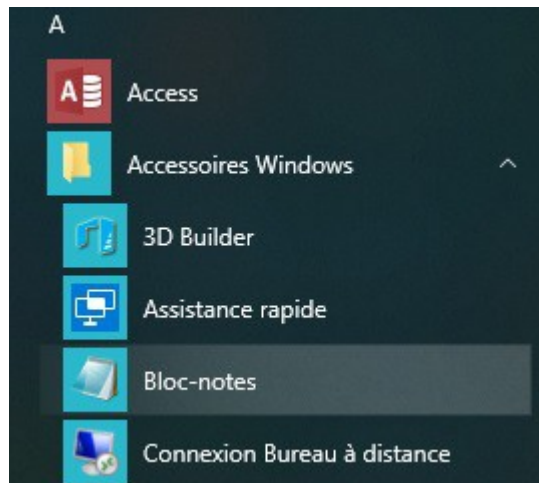 A
Access
Accessoires Windows
3D Builder
Assistance rapide
Bloc-notes
Connexion Bureau à distance